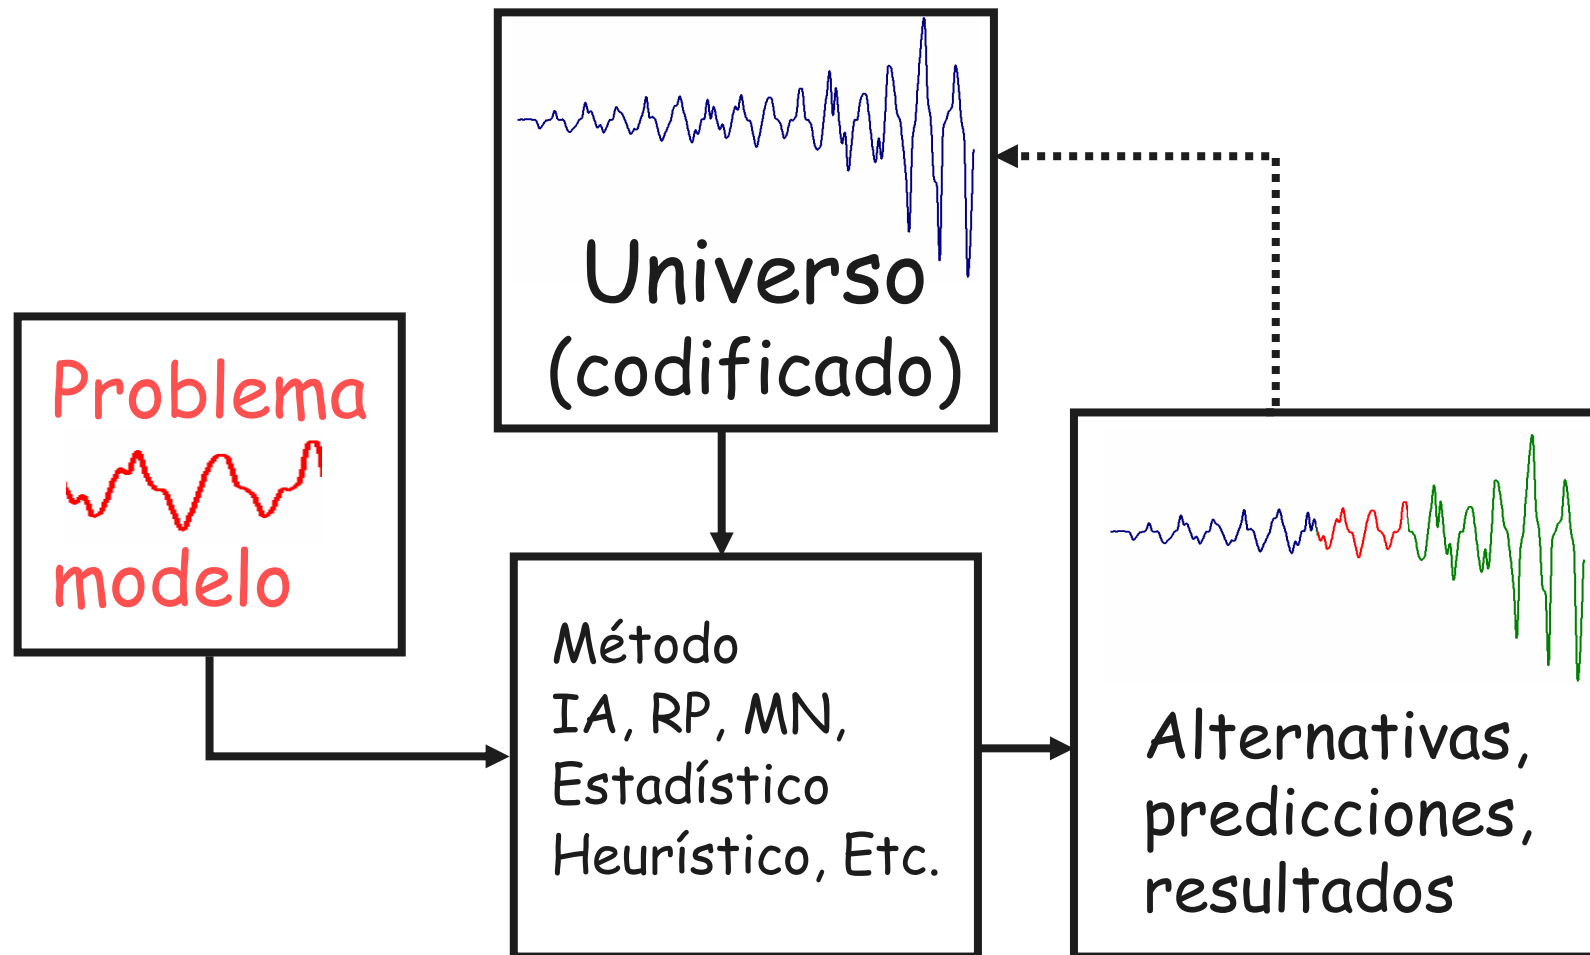 Universo
(codificado)
Problema
modelo
Método
IA, RP, MN,
Estadístico
Heurístico, Etc.
Alternativas,
predicciones,
resultados